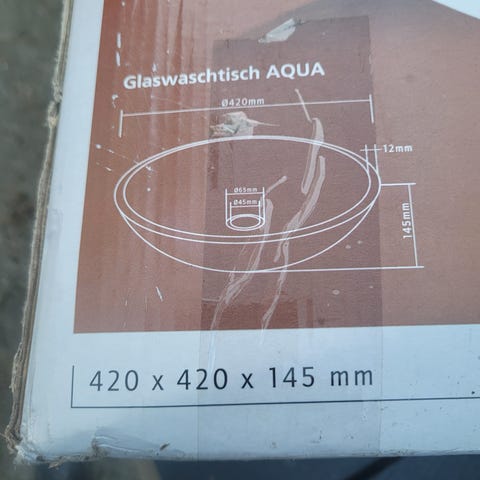 Glaswaschtisch AQUA
Ø420mm
12mm
Ø65mm
Ø45mm
145mm
420 x 420 x 145 mm